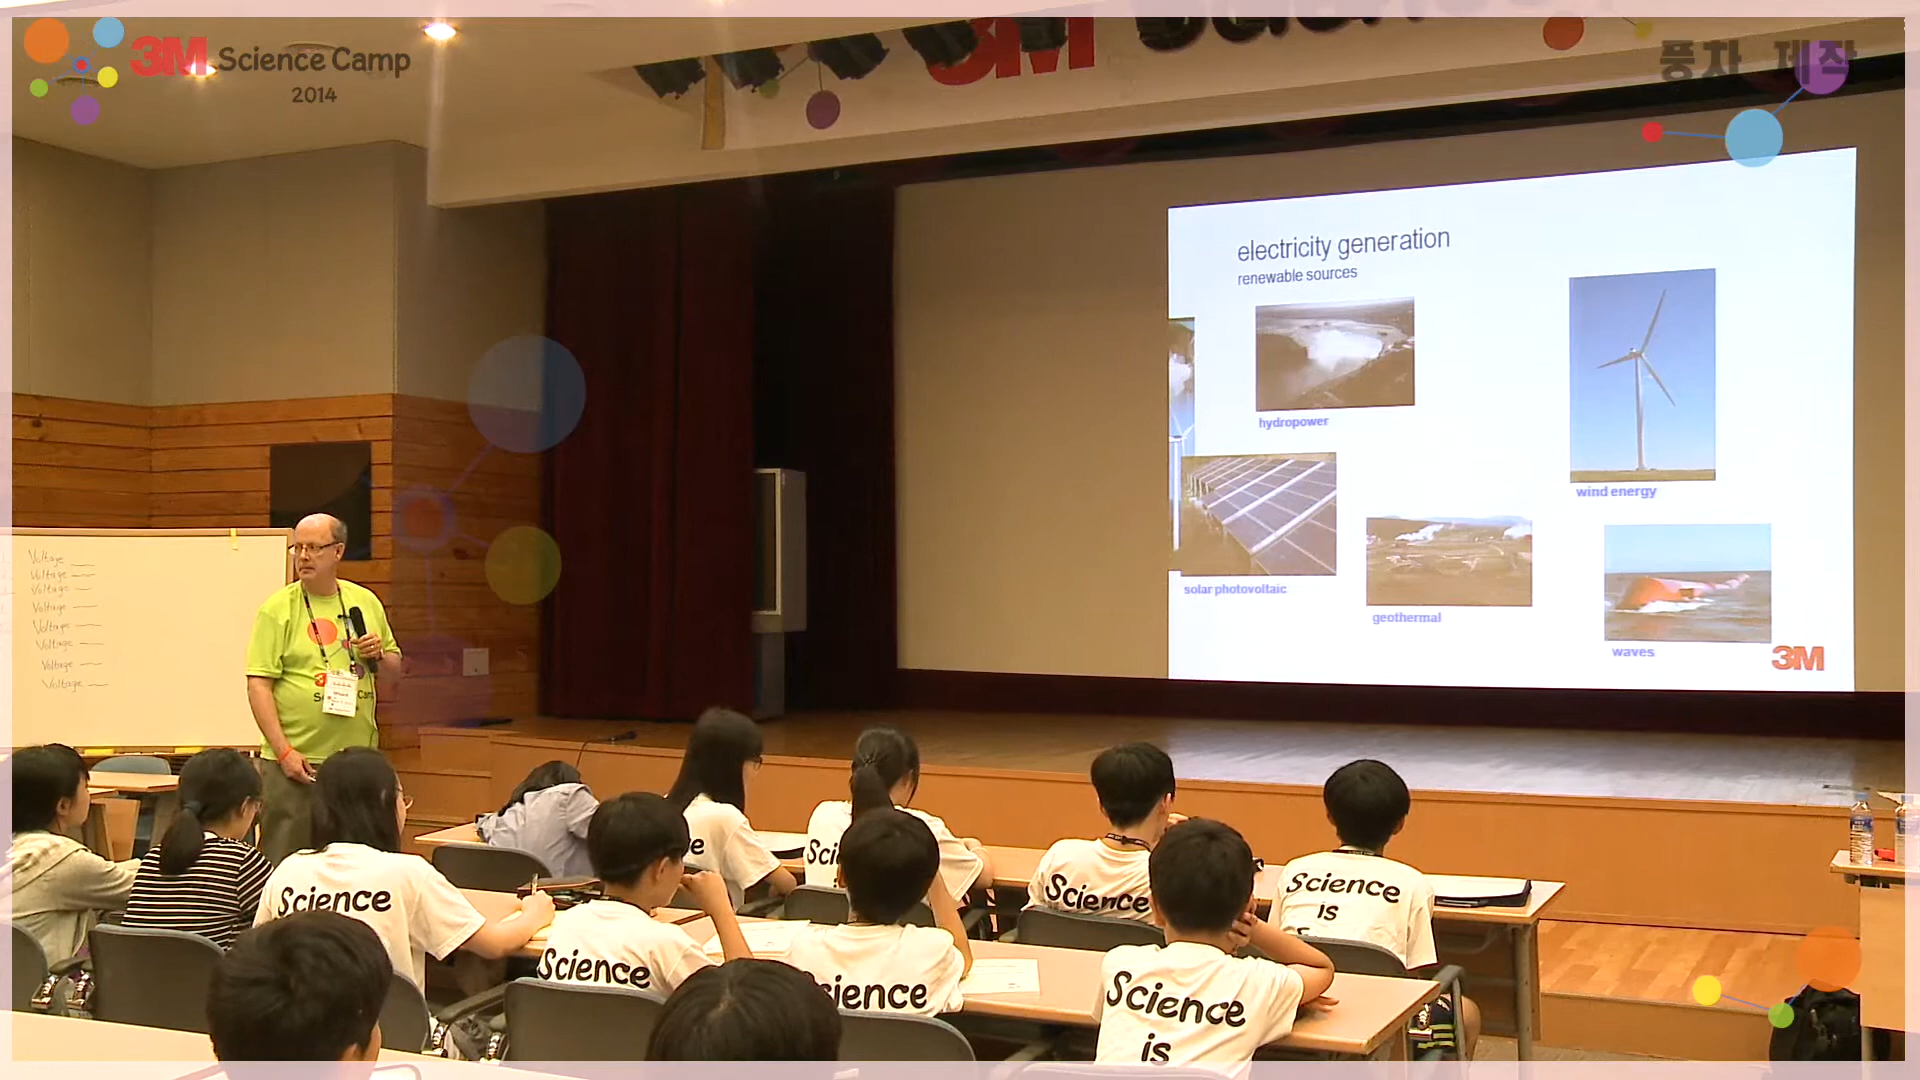 3M Science Camp
2014
3M
풍차 제작
electricity generation
renewable sources
hydropower
wind energy
solar photovoltaic
geothermal
waves
3M
Voltage
Voltage
Voltage
Voltage
Voltage
Voltage
Voltage
Voltage
Science
Science
Science
Science
Science
is
Science
is